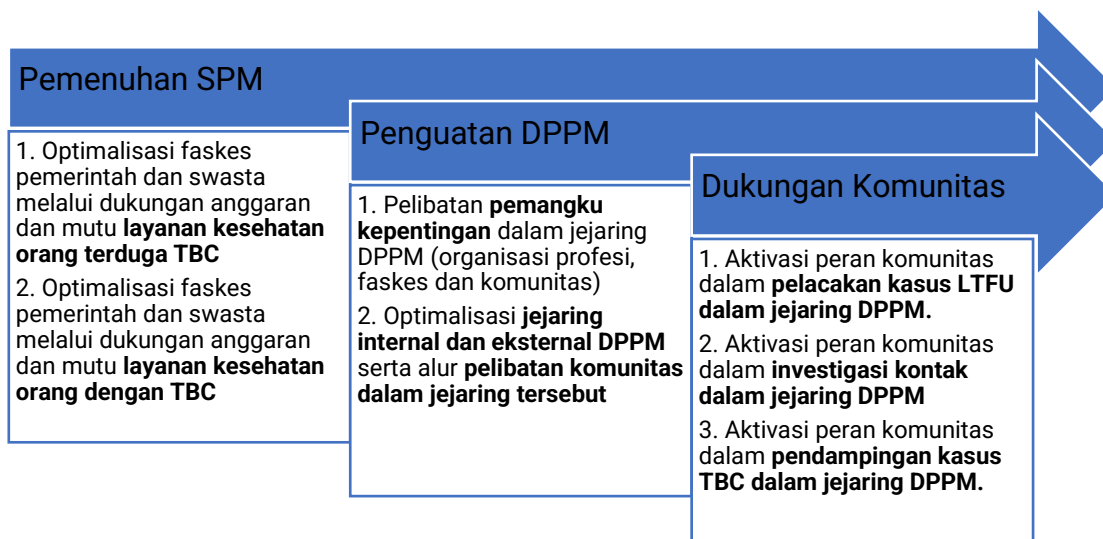 Pemenuhan SPM
1. Optimalisasi faskes
pemerintah dan swasta
melalui dukungan anggaran
dan mutu layanan kesehatan
orang terduga TBC
2. Optimalisasi faskes
pemerintah dan swasta
melalui dukungan anggaran
dan mutu layanan kesehatan
orang dengan TBC
Penguatan DPPM
1. Pelibatan pemangku
kepentingan dalam jejaring
DPPM (organisasi profesi,
faskes dan komunitas)
2. Optimalisasi jejaring
internal dan eksternal DPPM
serta alur pelibatan komunitas
dalam jejaring tersebut
Dukungan Komunitas
1. Aktivasi peran komunitas
dalam pelacakan kasus LTFU
dalam jejaring DPPM.
2. Aktivasi peran komunitas
dalam investigasi kontak
dalam jejaring DPPM
3. Aktivasi peran komunitas
dalam pendampingan kasus
TBC dalam jejaring DPPM.